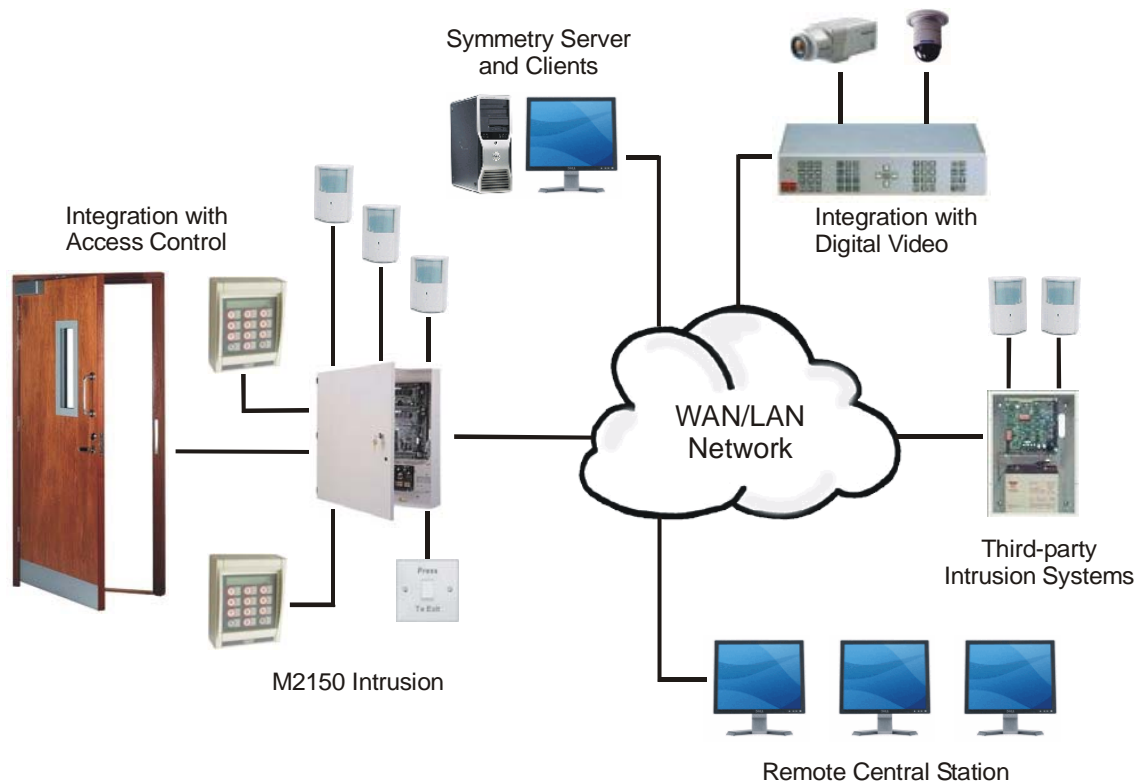 Symmetry Server
and Clients
Integration with
Access Control
Integration with
Digital Video
WAN/LAN
Network
Press
To Exit
Third-party
Intrusion Systems
M2150 Intrusion
Remote Central Station